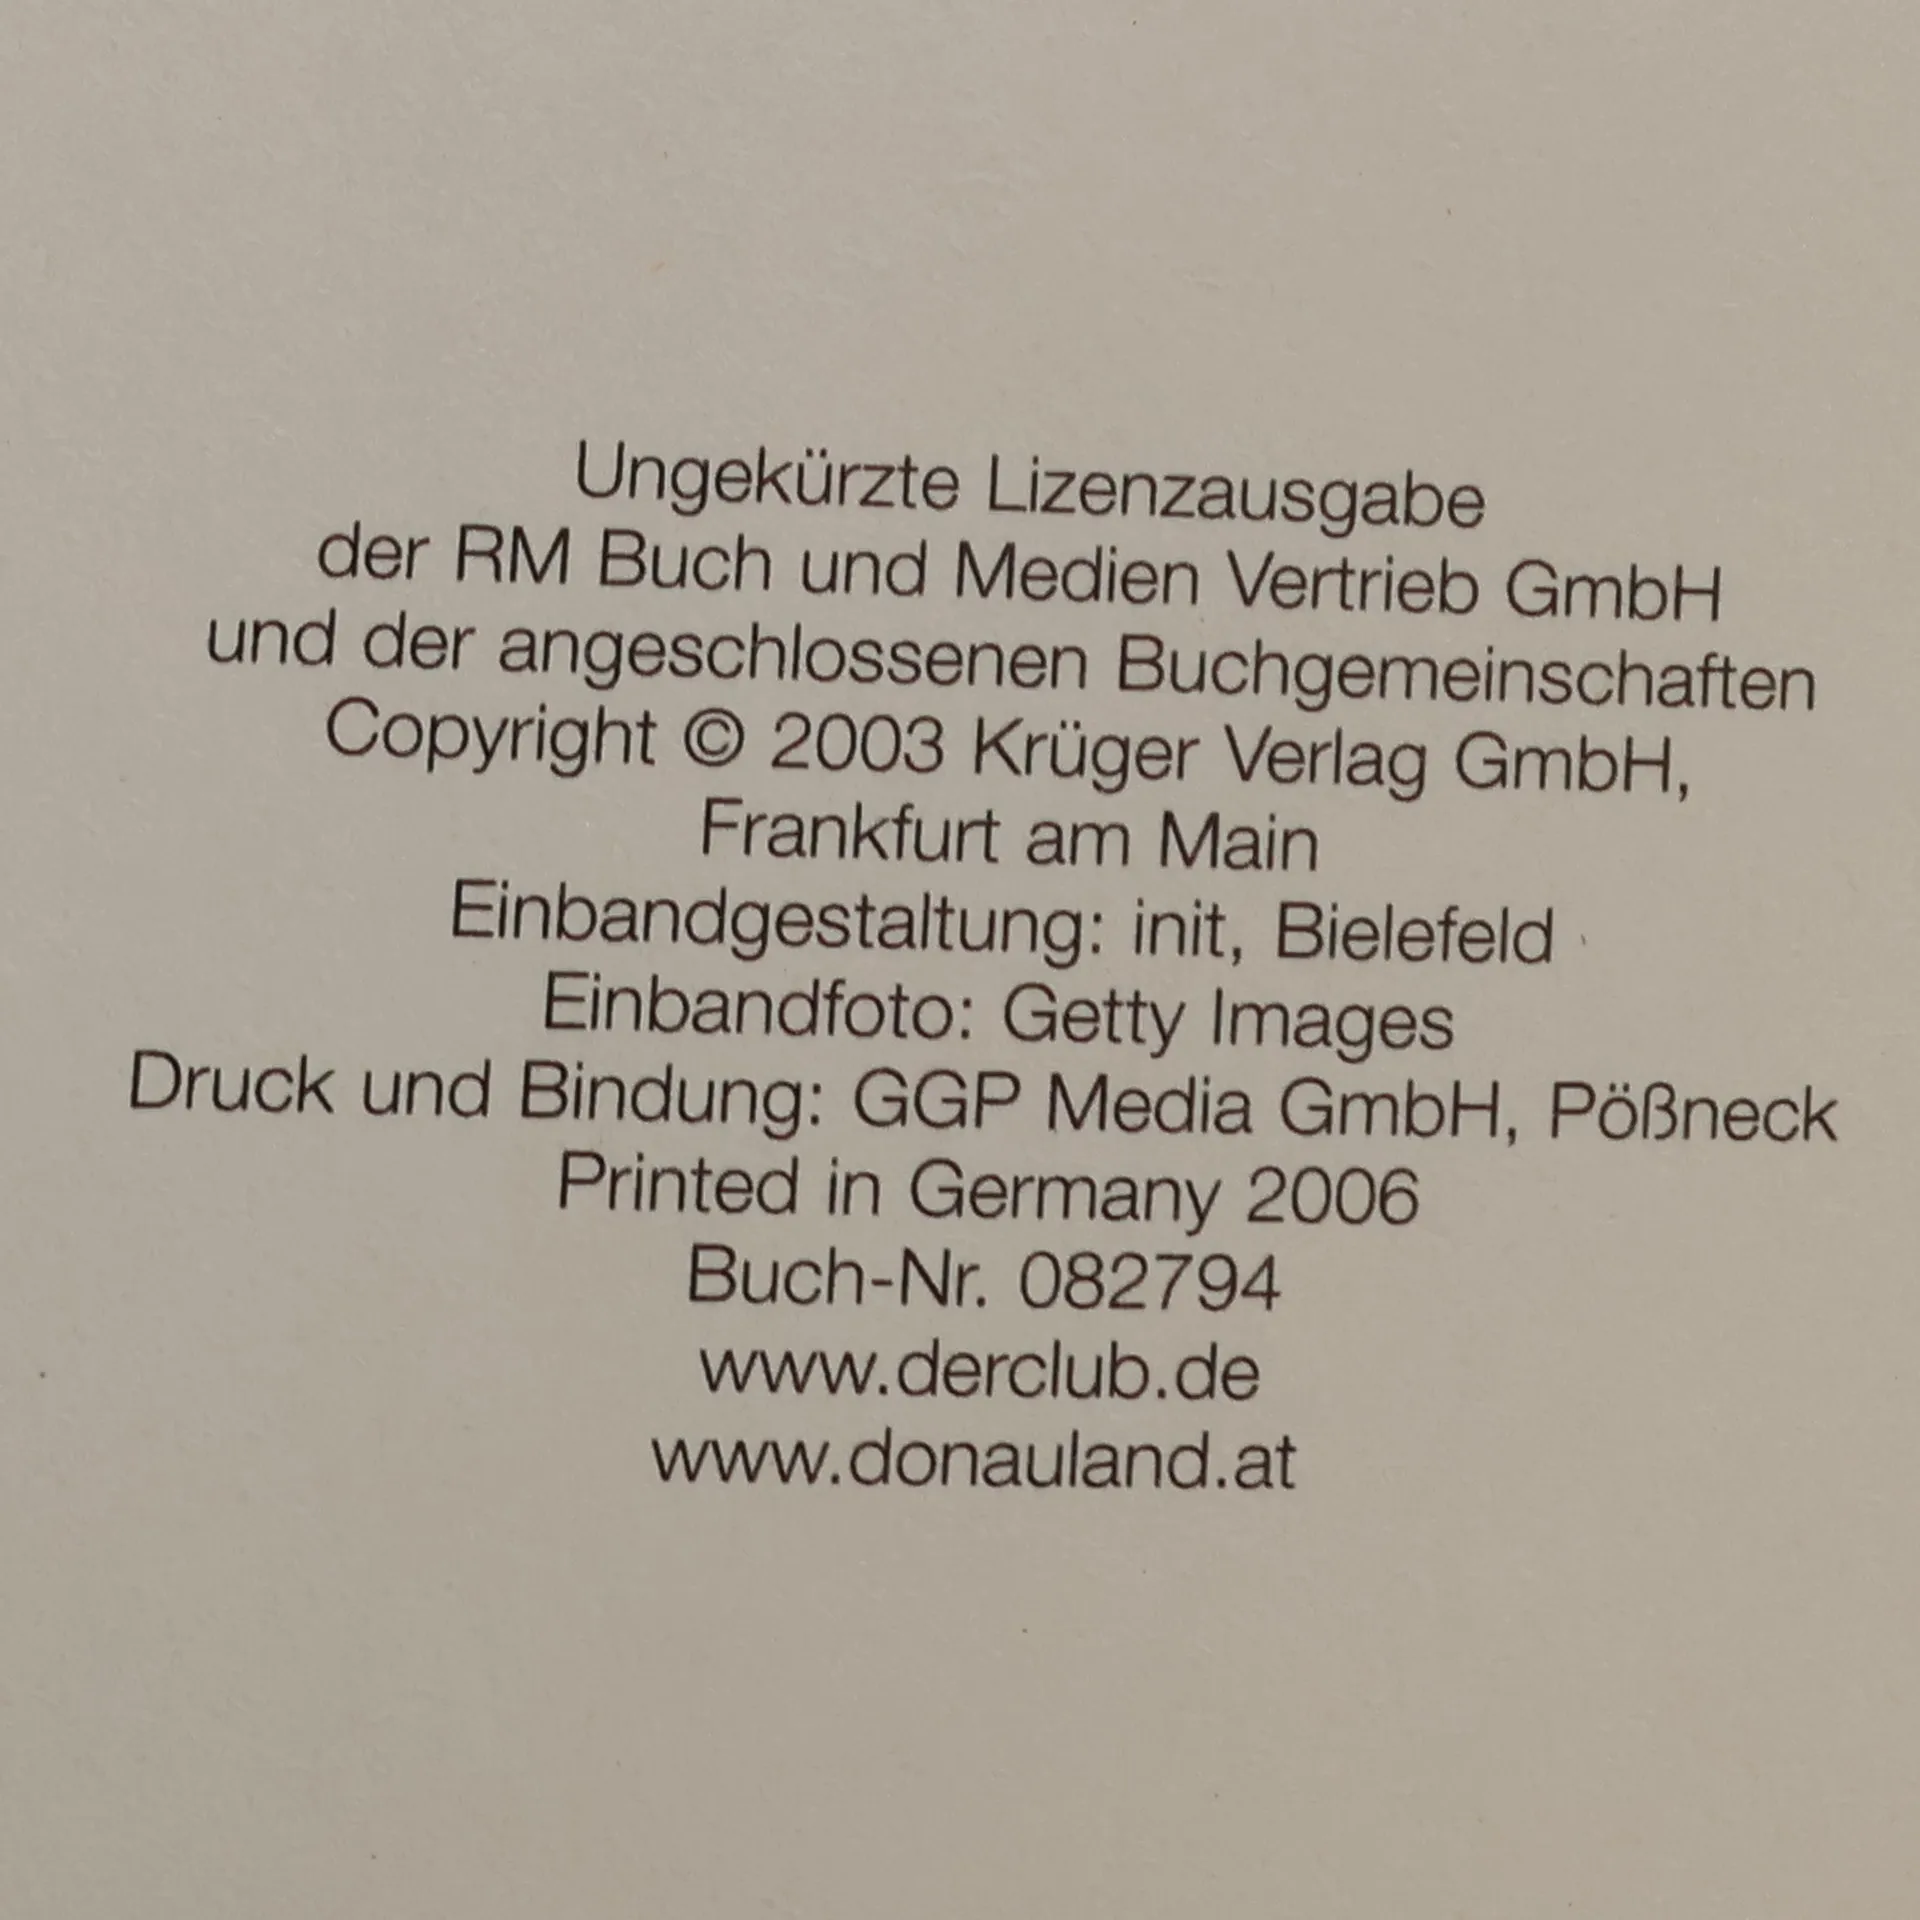 Ungekürzte Lizenzausgabe
der RM Buch und Medien Vertrieb GmbH
und der angeschlossenen Buchgemeinschaften
Copyright © 2003 Krüger Verlag GmbH,
Frankfurt am Main
Einbandgestaltung: init, Bielefeld
Einbandfoto: Getty Images
Druck und Bindung: GGP Media GmbH, Pößneck
Printed in Germany 2006
Buch-Nr. 082794
www.derclub.de
www.donauland.at